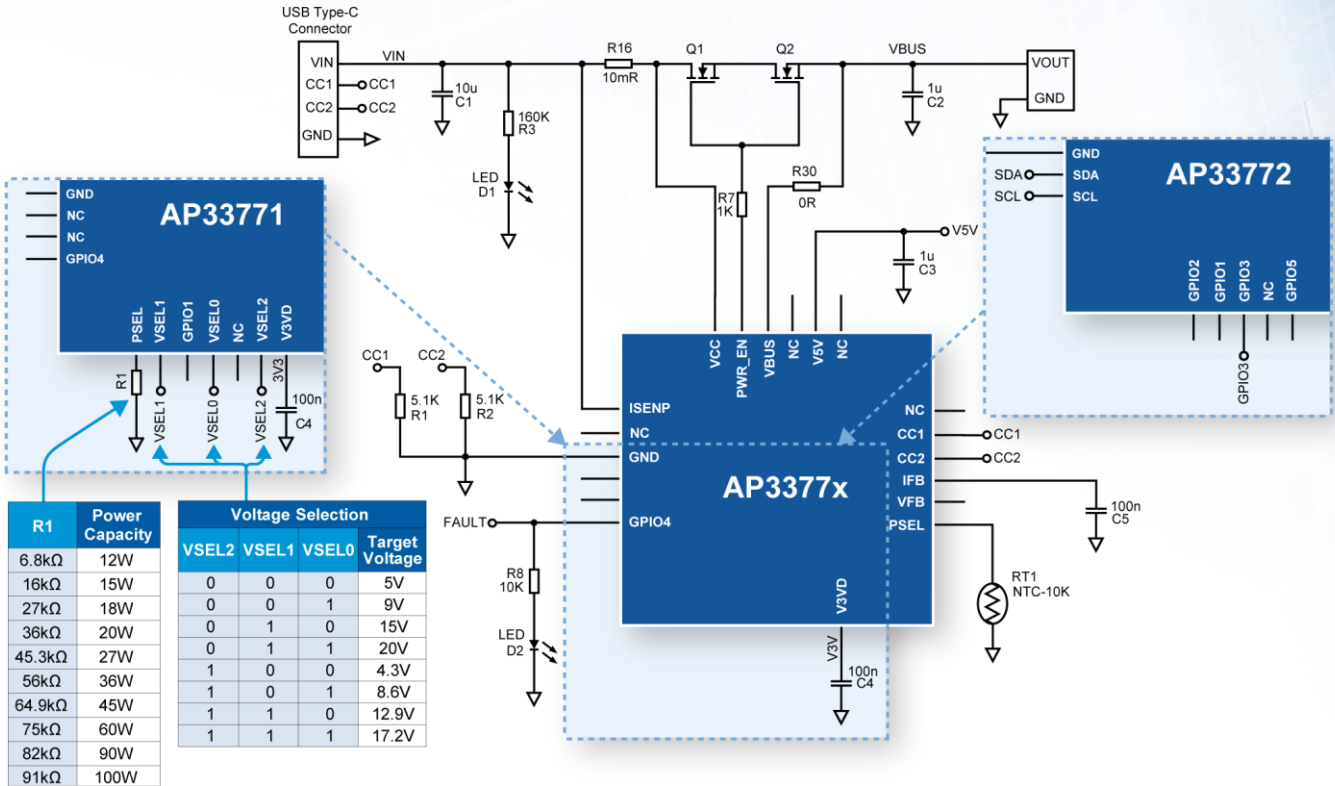 USB Type-C
Connector
VIN
CC1
CC2
GND
CC1
CC2
VIN
10u
C1
160K
R3
LED
D1
R16
10mR
Q1
Q2
VBUS
1u
C2
VOUT
GND
R7
1K
R30
0R
V5V
1u
C3
AP33771
GND
NC
NC
GPIO4
PSEL
VSEL1
GPIO1
VSEL0
NC
VSEL2
V3VD
R1
VSEL1
VSEL0
VSEL2
3V3
100n
C4
AP33772
GND
SDA
SCL
SDA
SCL
GPIO2
GPIO1
GPIO3
NC
GPIO5
GPIO3
CC1
CC2
5.1K
R1
5.1K
R2
AP3377x
VCC
PWR_EN
VBUS
NC
V5V
NC
ISENP
NC
GND
GPIO4
NC
CC1
CC2
IFB
VFB
PSEL
V3VD
CC1
CC2
100n
C5
RT1
NTC-10K
V3V
100n
C4
FAULT
R8
10K
LED
D2
R1 Power Capacity
6.8kΩ 12W
16kΩ 15W
27kΩ 18W
36kΩ 20W
45.3kΩ 27W
56kΩ 36W
64.9kΩ 45W
75kΩ 60W
82kΩ 90W
91kΩ 100W
Voltage Selection
VSEL2 VSEL1 VSEL0 Target Voltage
0 0 0 5V
0 0 1 9V
0 1 0 15V
0 1 1 20V
1 0 0 4.3V
1 0 1 8.6V
1 1 0 12.9V
1 1 1 17.2V